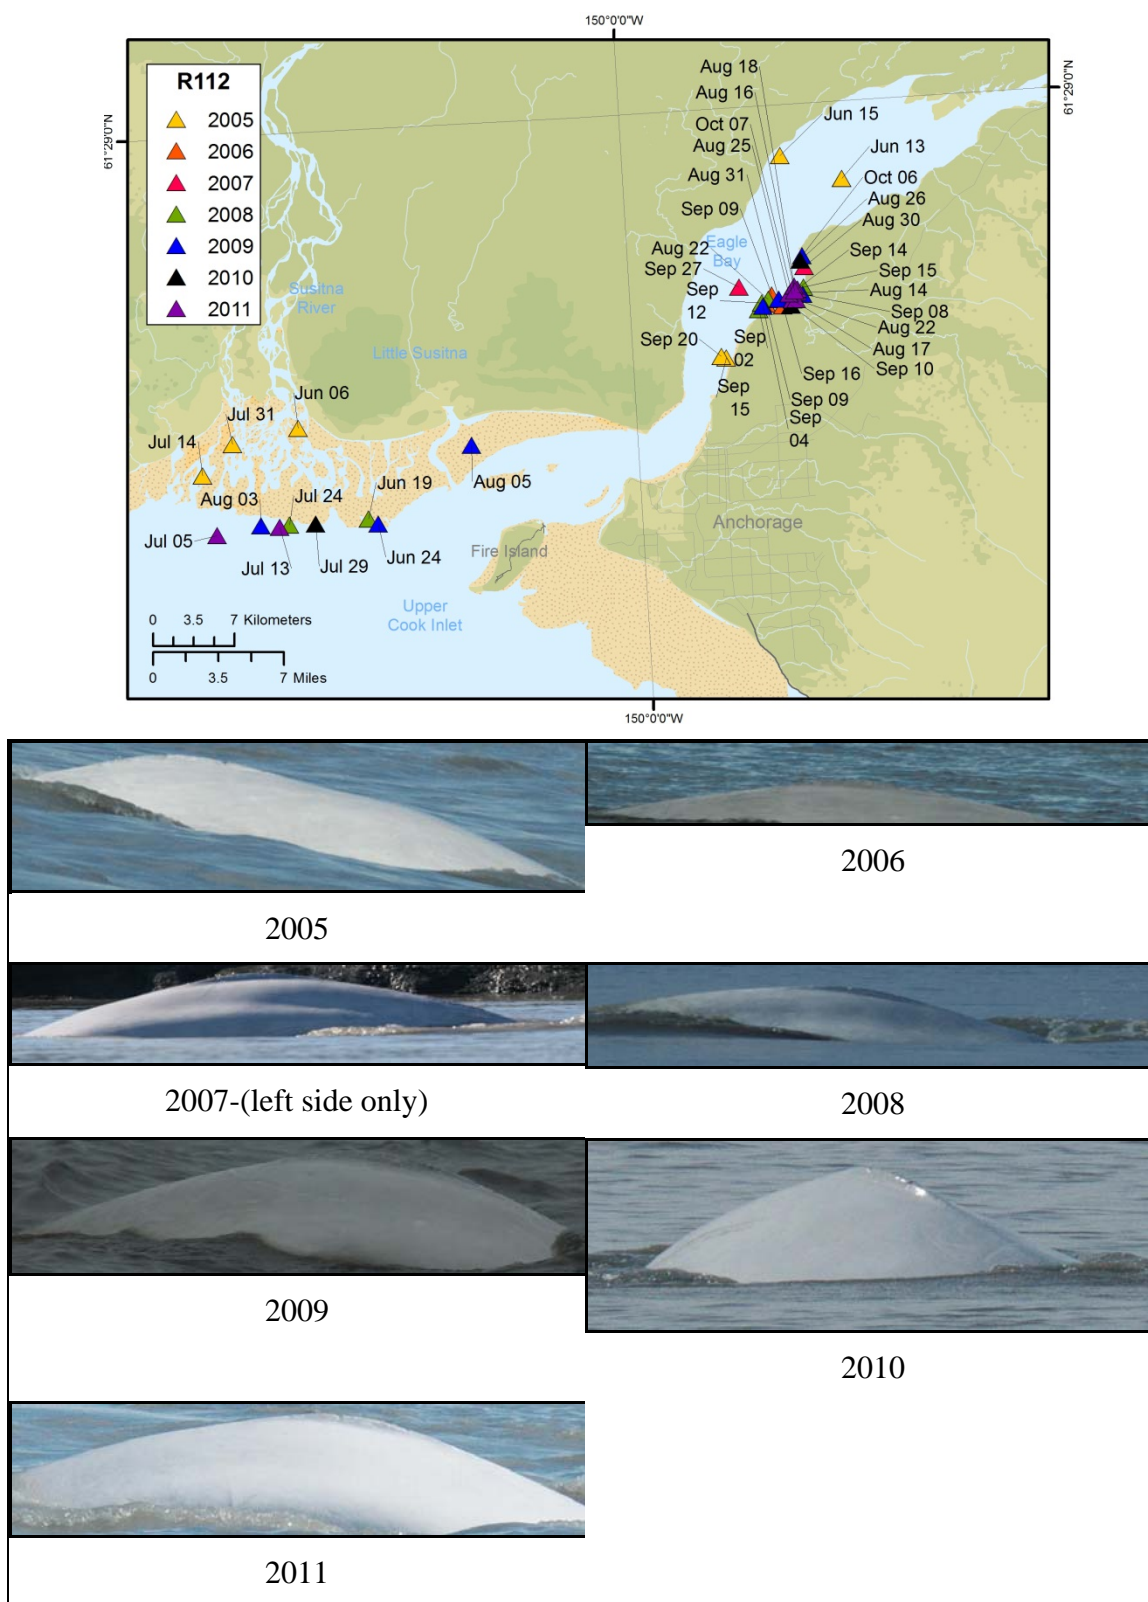 150°0'0"W
61°29'0"N
61°29'0"N
R112
2005
2006
2007
2008
2009
2010
2011
Aug 18
Aug 16
Oct 07
Aug 25
Aug 31
Sep 09
Aug 22
Sep 27
Sep
12
Sep 20
Sep
02
Sep
15
Jun 15
Jun 13
Oct 06
Aug 26
Aug 30
Sep 14
Sep 15
Aug 14
Sep 08
Aug 22
Aug 17
Sep 10
Sep 16
Sep 09
Sep
04
Eagle
Bay
Susitna
River
Little Susitna
Jun 06
Jul 31
Jul 14
Aug 03
Jul 24
Jun 19
Aug 05
Jul 05
Jul 13
Jul 29
Jun 24
Fire Island
Anchorage
Upper
Cook Inlet
0 3.5 7 Kilometers
0 3.5 7 Miles
150°0'0"W
2005
2006
2007-(left side only)
2008
2009
2010
2011